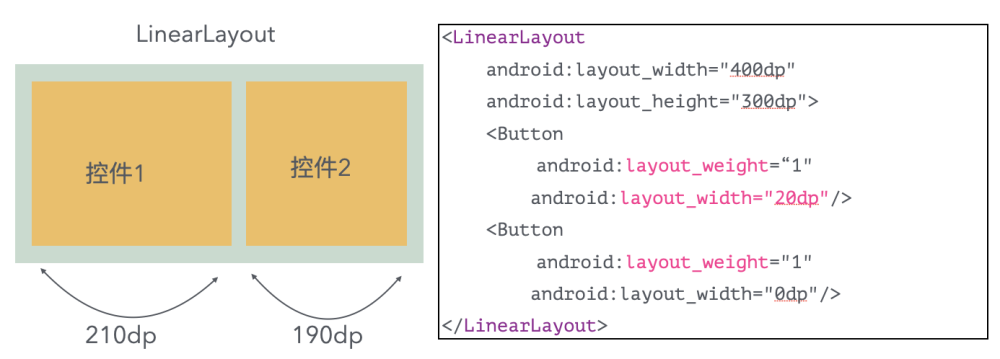 LinearLayout
控件1
控件2
210dp
190dp
<LinearLayout
android:layout_width="400dp"
android:layout_height="300dp">
<Button
android:layout_weight=“1"
android:layout_width="20dp"/>
<Button
android:layout_weight="1"
android:layout_width="0dp"/>
</LinearLayout>